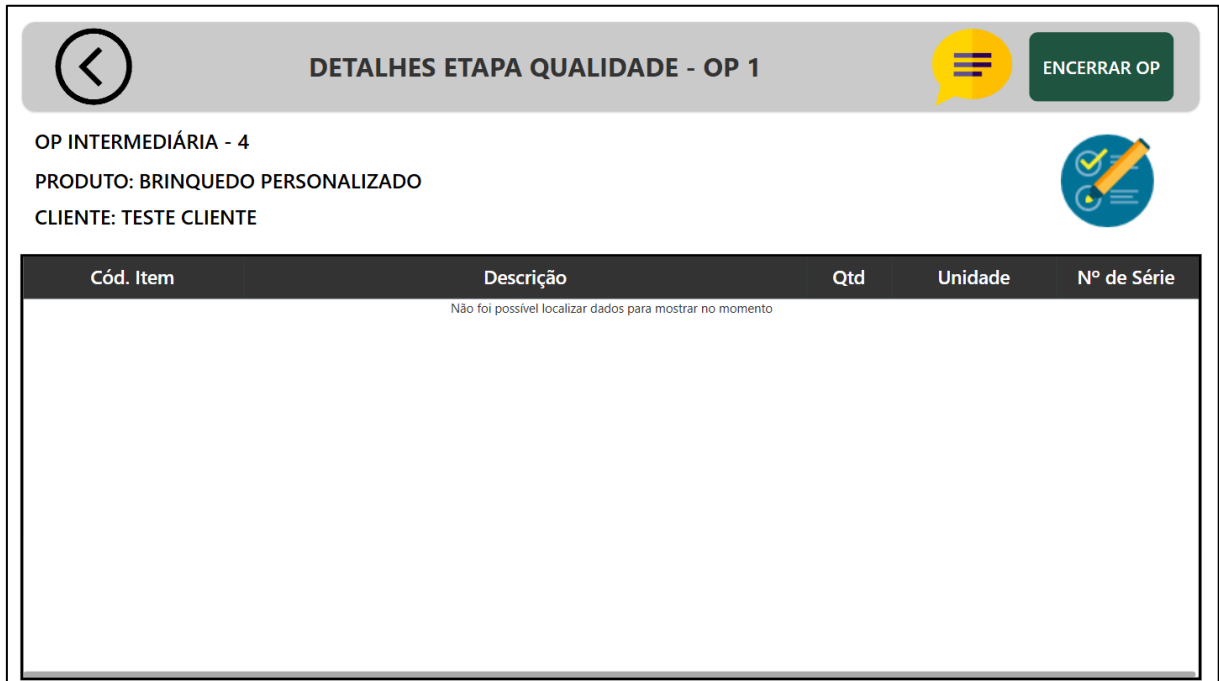 DETALHES ETAPA QUALIDADE - OP 1
ENCERRAR OP
OP INTERMEDIÁRIA - 4
PRODUTO: BRINQUEDO PERSONALIZADO
CLIENTE: TESTE CLIENTE
Cód. Item Descrição Qtd Unidade Nº de Série
Não foi possível localizar dados para mostrar no momento